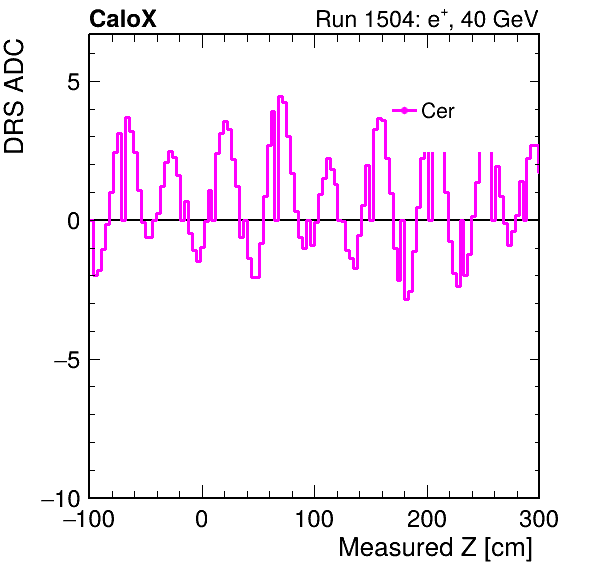 CaloX
Run 1504: e+, 40 GeV
DRS ADC
5
Cer
0
−5
−10
−100 0 100 200 300
Measured Z [cm]